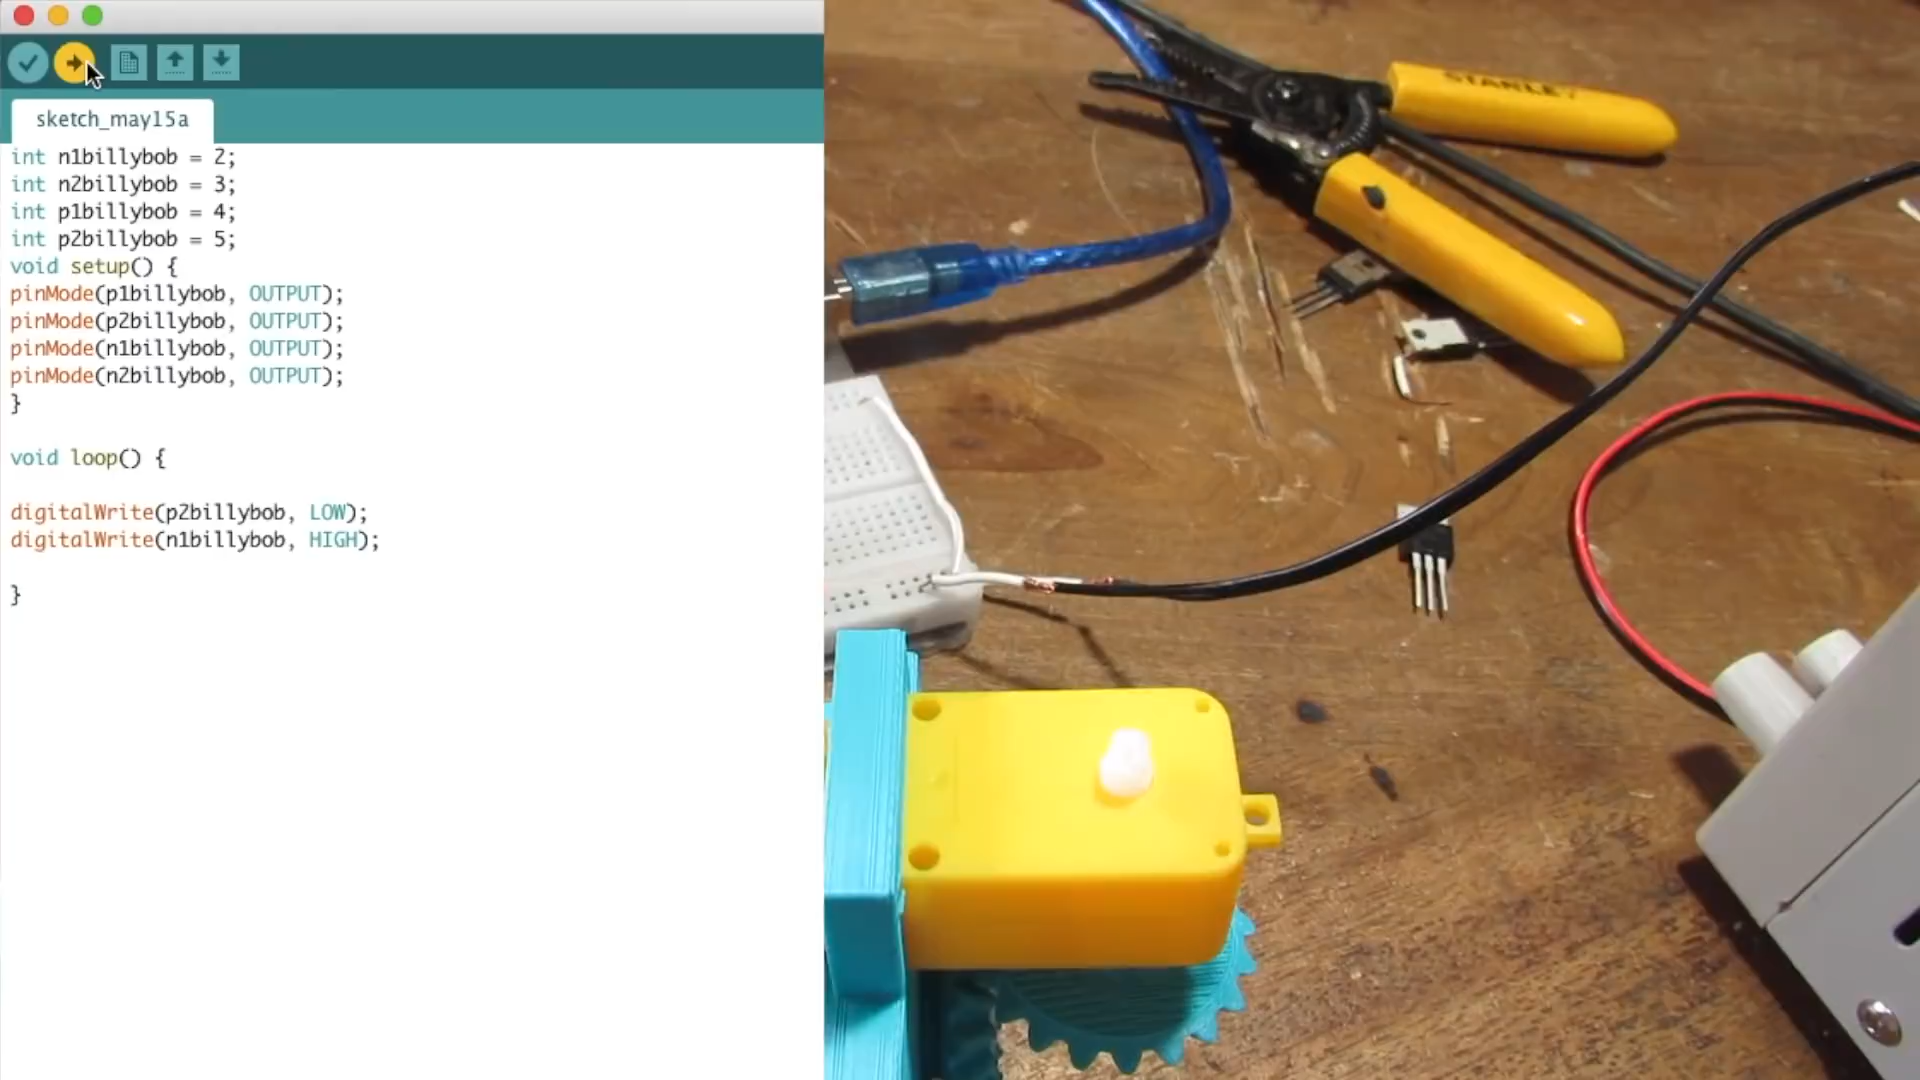 sketch_may15a
int n1billybob = 2;
int n2billybob = 3;
int p1billybob = 4;
int p2billybob = 5;
void setup() {
pinMode(p1billybob, OUTPUT);
pinMode(p2billybob, OUTPUT);
pinMode(n1billybob, OUTPUT);
pinMode(n2billybob, OUTPUT);
}
void loop() {
digitalWrite(p2billybob, LOW);
digitalWrite(n1billybob, HIGH);
}
STANLEY